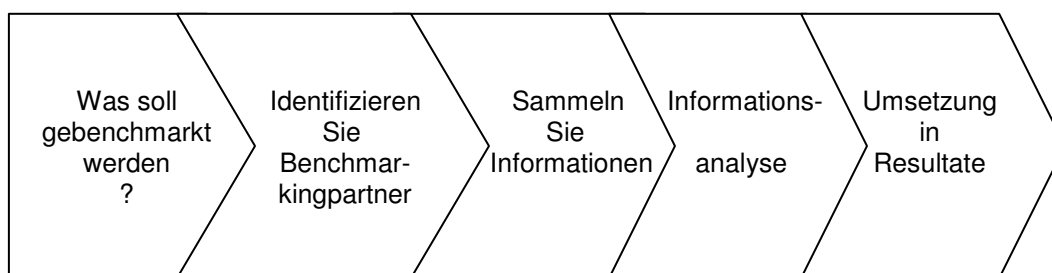 Was soll
gebenchmarkt
werden
?
Identifizieren
Sie
Benchmar-
kingpartner
Sammeln
Sie
Informationen
Informations-
analyse
Umsetzung
in
Resultate